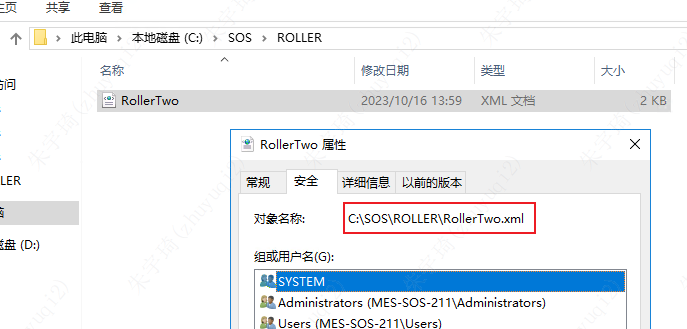 主页 共享 查看
此电脑 > 本地磁盘 (C:) > SOS > ROLLER
名称 修改日期 类型 大小
访问
RollerTwo 2023/10/16 13:59 XML 文档 2 KB
RollerTwo 属性
常规 安全 详细信息 以前的版本
LLER
对象名称: C:\SOS\ROLLER\RollerTwo.xml
脑
磁盘 (D:)
组或用户名(G):
SYSTEM
Administrators (MES-SOS-211\Administrators)
Users (MES-SOS-211\Users)